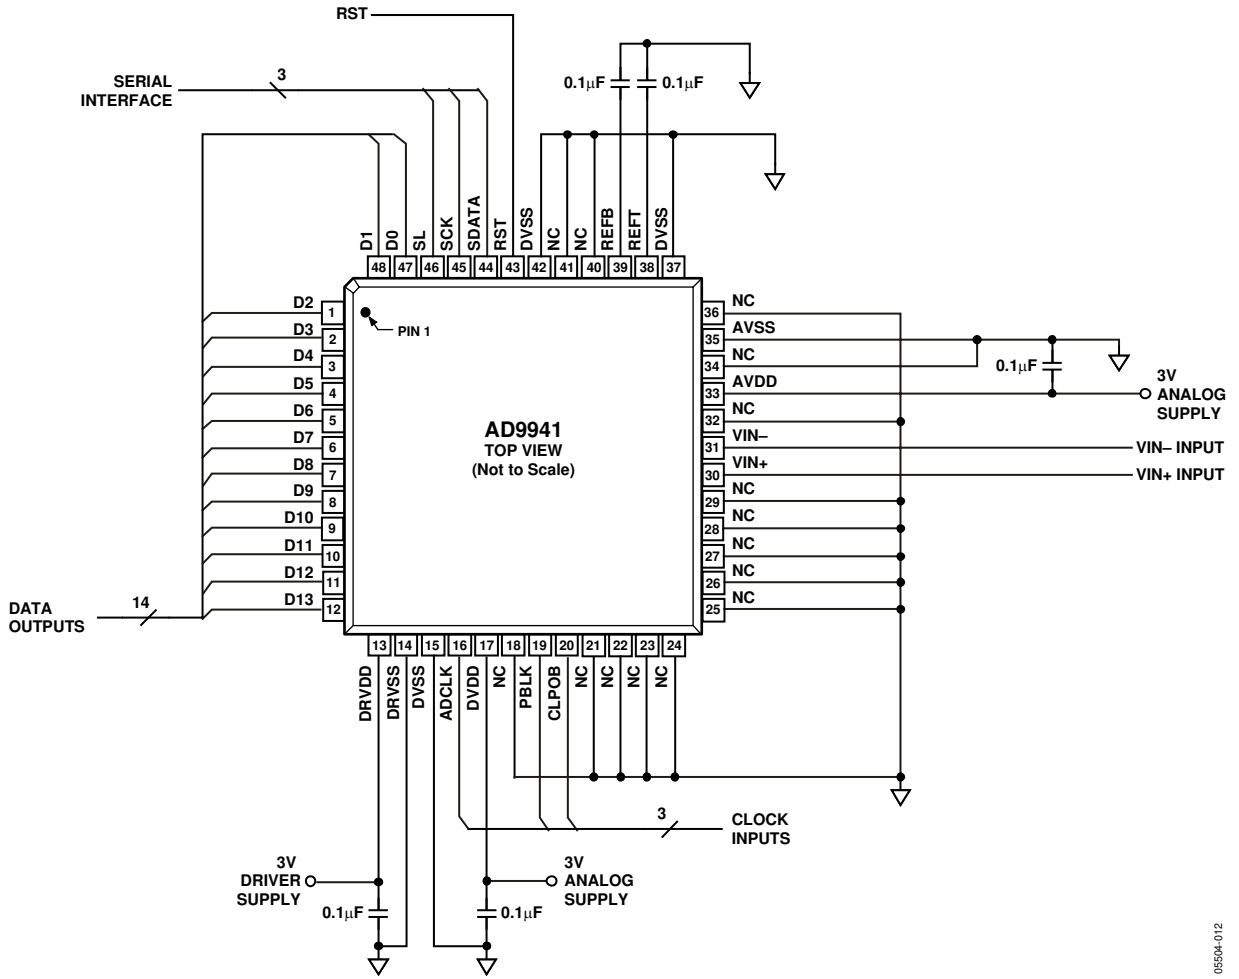 RST
SERIAL
INTERFACE
3
0.1µF
0.1µF
D1
D0
SL
SCK
SDATA
RST
DVSS
NC
NC
REFB
REFT
DVSS
48
47
46
45
44
43
42
41
40
39
38
37
D2
1
D3
2
D4
3
D5
4
D6
5
D7
6
D8
7
D9
8
D10
9
D11
10
D12
11
D13
12
PIN 1
AD9941
TOP VIEW
(Not to Scale)
36
NC
35
AVSS
34
NC
33
AVDD
32
NC
31
VIN–
30
VIN+
29
NC
28
NC
27
NC
26
NC
25
NC
0.1µF
3V
ANALOG
SUPPLY
VIN– INPUT
VIN+ INPUT
DATA
OUTPUTS
14
13
14
15
16
17
18
19
20
21
22
23
24
DRVDD
DRVSS
DVSS
ADCLK
DVDD
NC
PBLK
CLPOB
NC
NC
NC
NC
3
CLOCK
INPUTS
3V
DRIVER
SUPPLY
0.1µF
3V
ANALOG
SUPPLY
0.1µF
05504-012